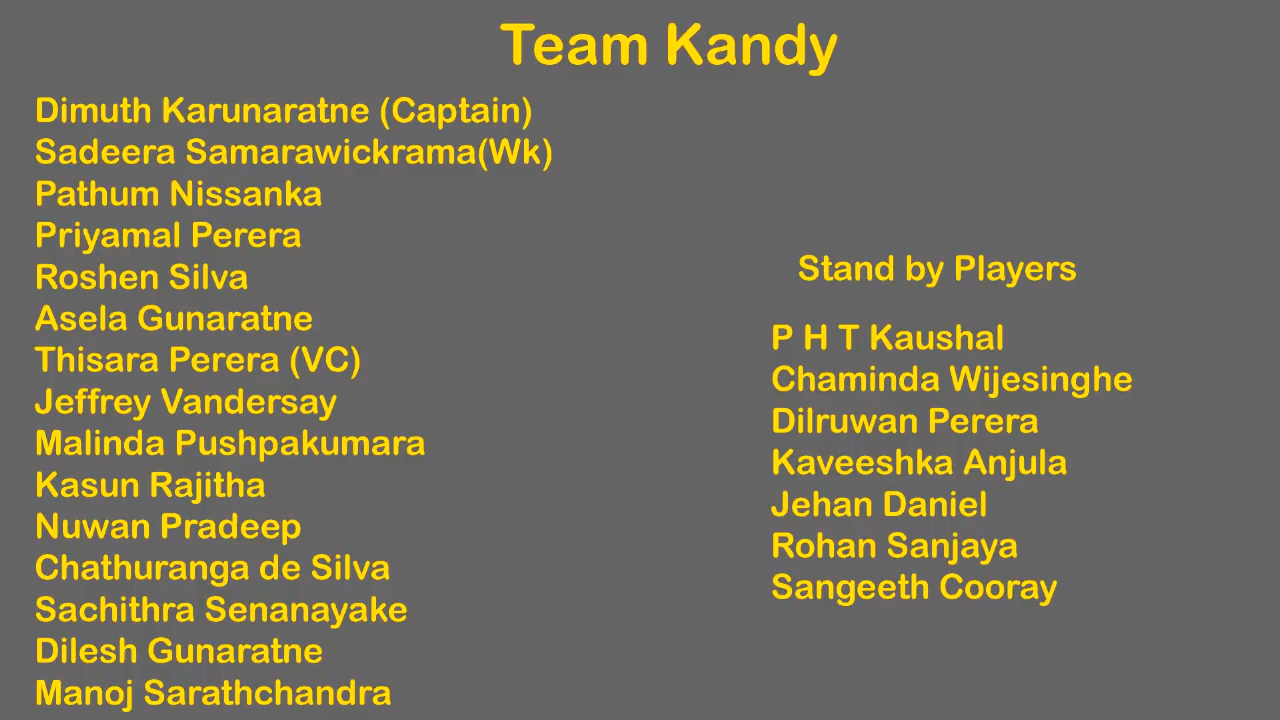 Team Kandy
Dimuth Karunaratne (Captain)
Sadeera Samarawickrama(Wk)
Pathum Nissanka
Priyamal Perera
Roshen Silva
Asela Gunaratne
Thisara Perera (VC)
Jeffrey Vandersay
Malinda Pushpakumara
Kasun Rajitha
Nuwan Pradeep
Chathuranga de Silva
Sachithra Senanayake
Dilesh Gunaratne
Manoj Sarathchandra
Stand by Players
P H T Kaushal
Chaminda Wijesinghe
Dilruwan Perera
Kaveeshka Anjula
Jehan Daniel
Rohan Sanjaya
Sangeeth Cooray